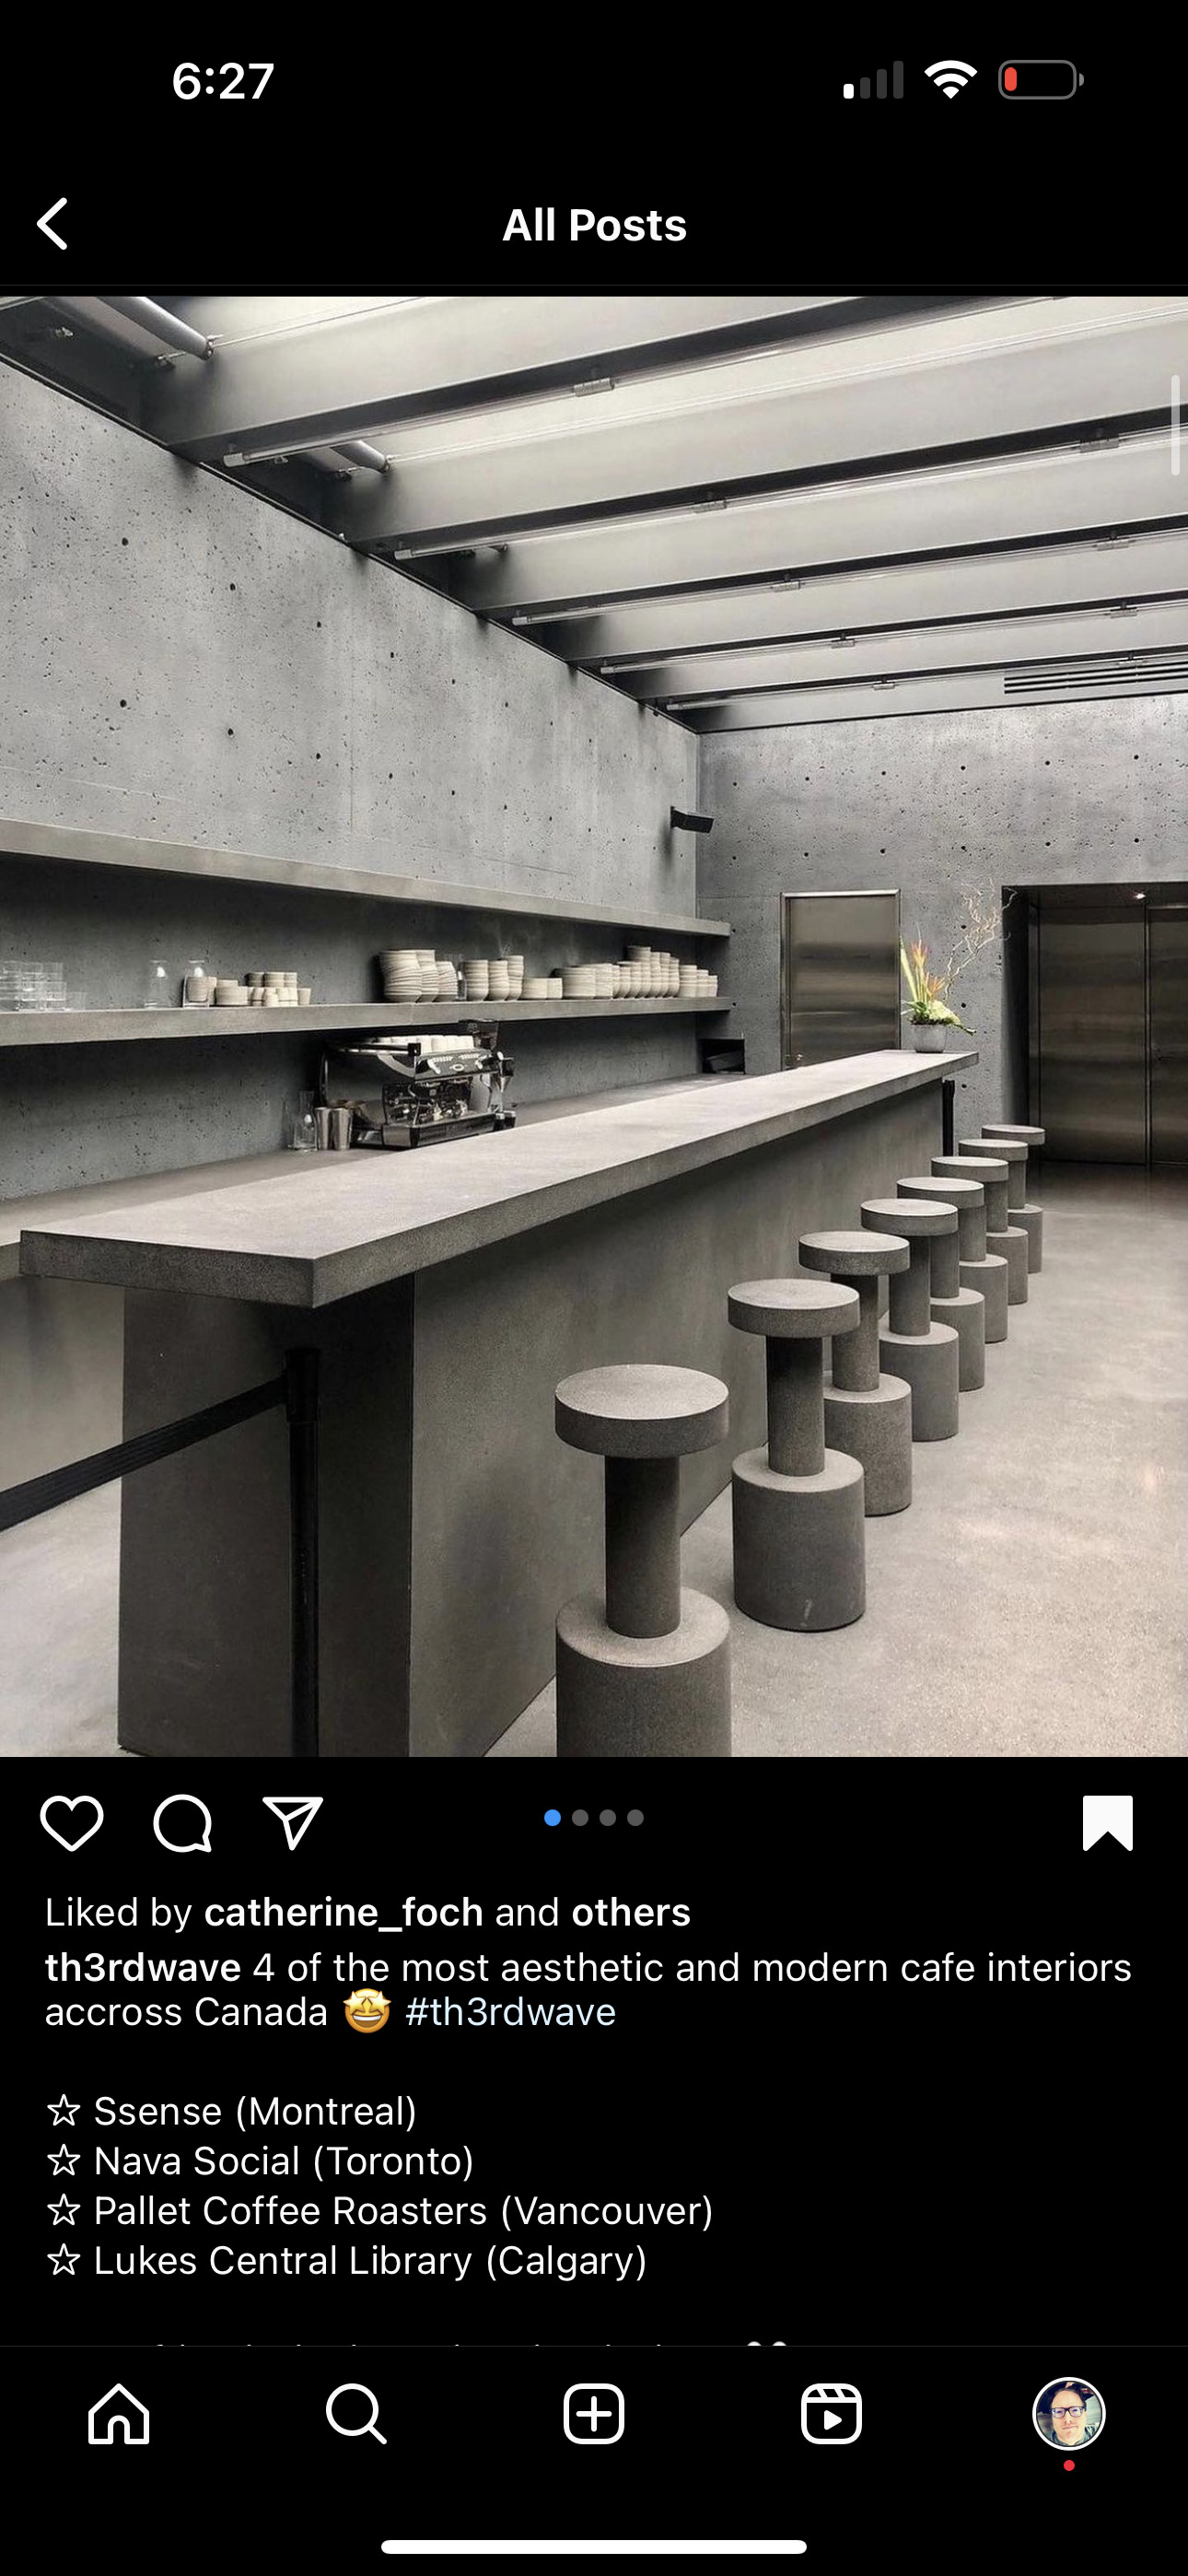 6:27
All Posts
Liked by catherine_foch and others
th3rdwave 4 of the most aesthetic and modern cafe interiors
accross Canada 🤩 #th3rdwave
☆ Ssense (Montreal)
☆ Nava Social (Toronto)
☆ Pallet Coffee Roasters (Vancouver)
☆ Lukes Central Library (Calgary)